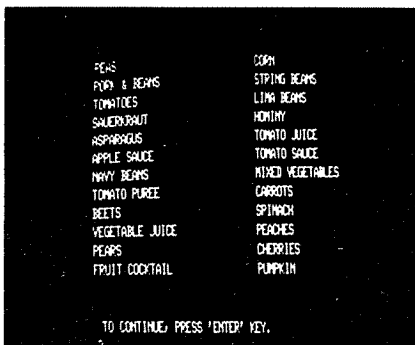 PEAS
PORK & BEANS
TOMATOES
SAUERKRAUT
ASPARAGUS
APPLE SAUCE
NAVY BEANS
TOMATO PUREE
BEETS
VEGETABLE JUICE
PEARS
FRUIT COCKTAIL
CORN
STRING BEANS
LIMA BEANS
HOMINY
TOMATO JUICE
TOMATO SAUCE
MIXED VEGETABLES
CARROTS
SPINACH
PEACHES
CHERRIES
PUMPKIN
TO CONTINUE, PRESS 'ENTER' KEY.